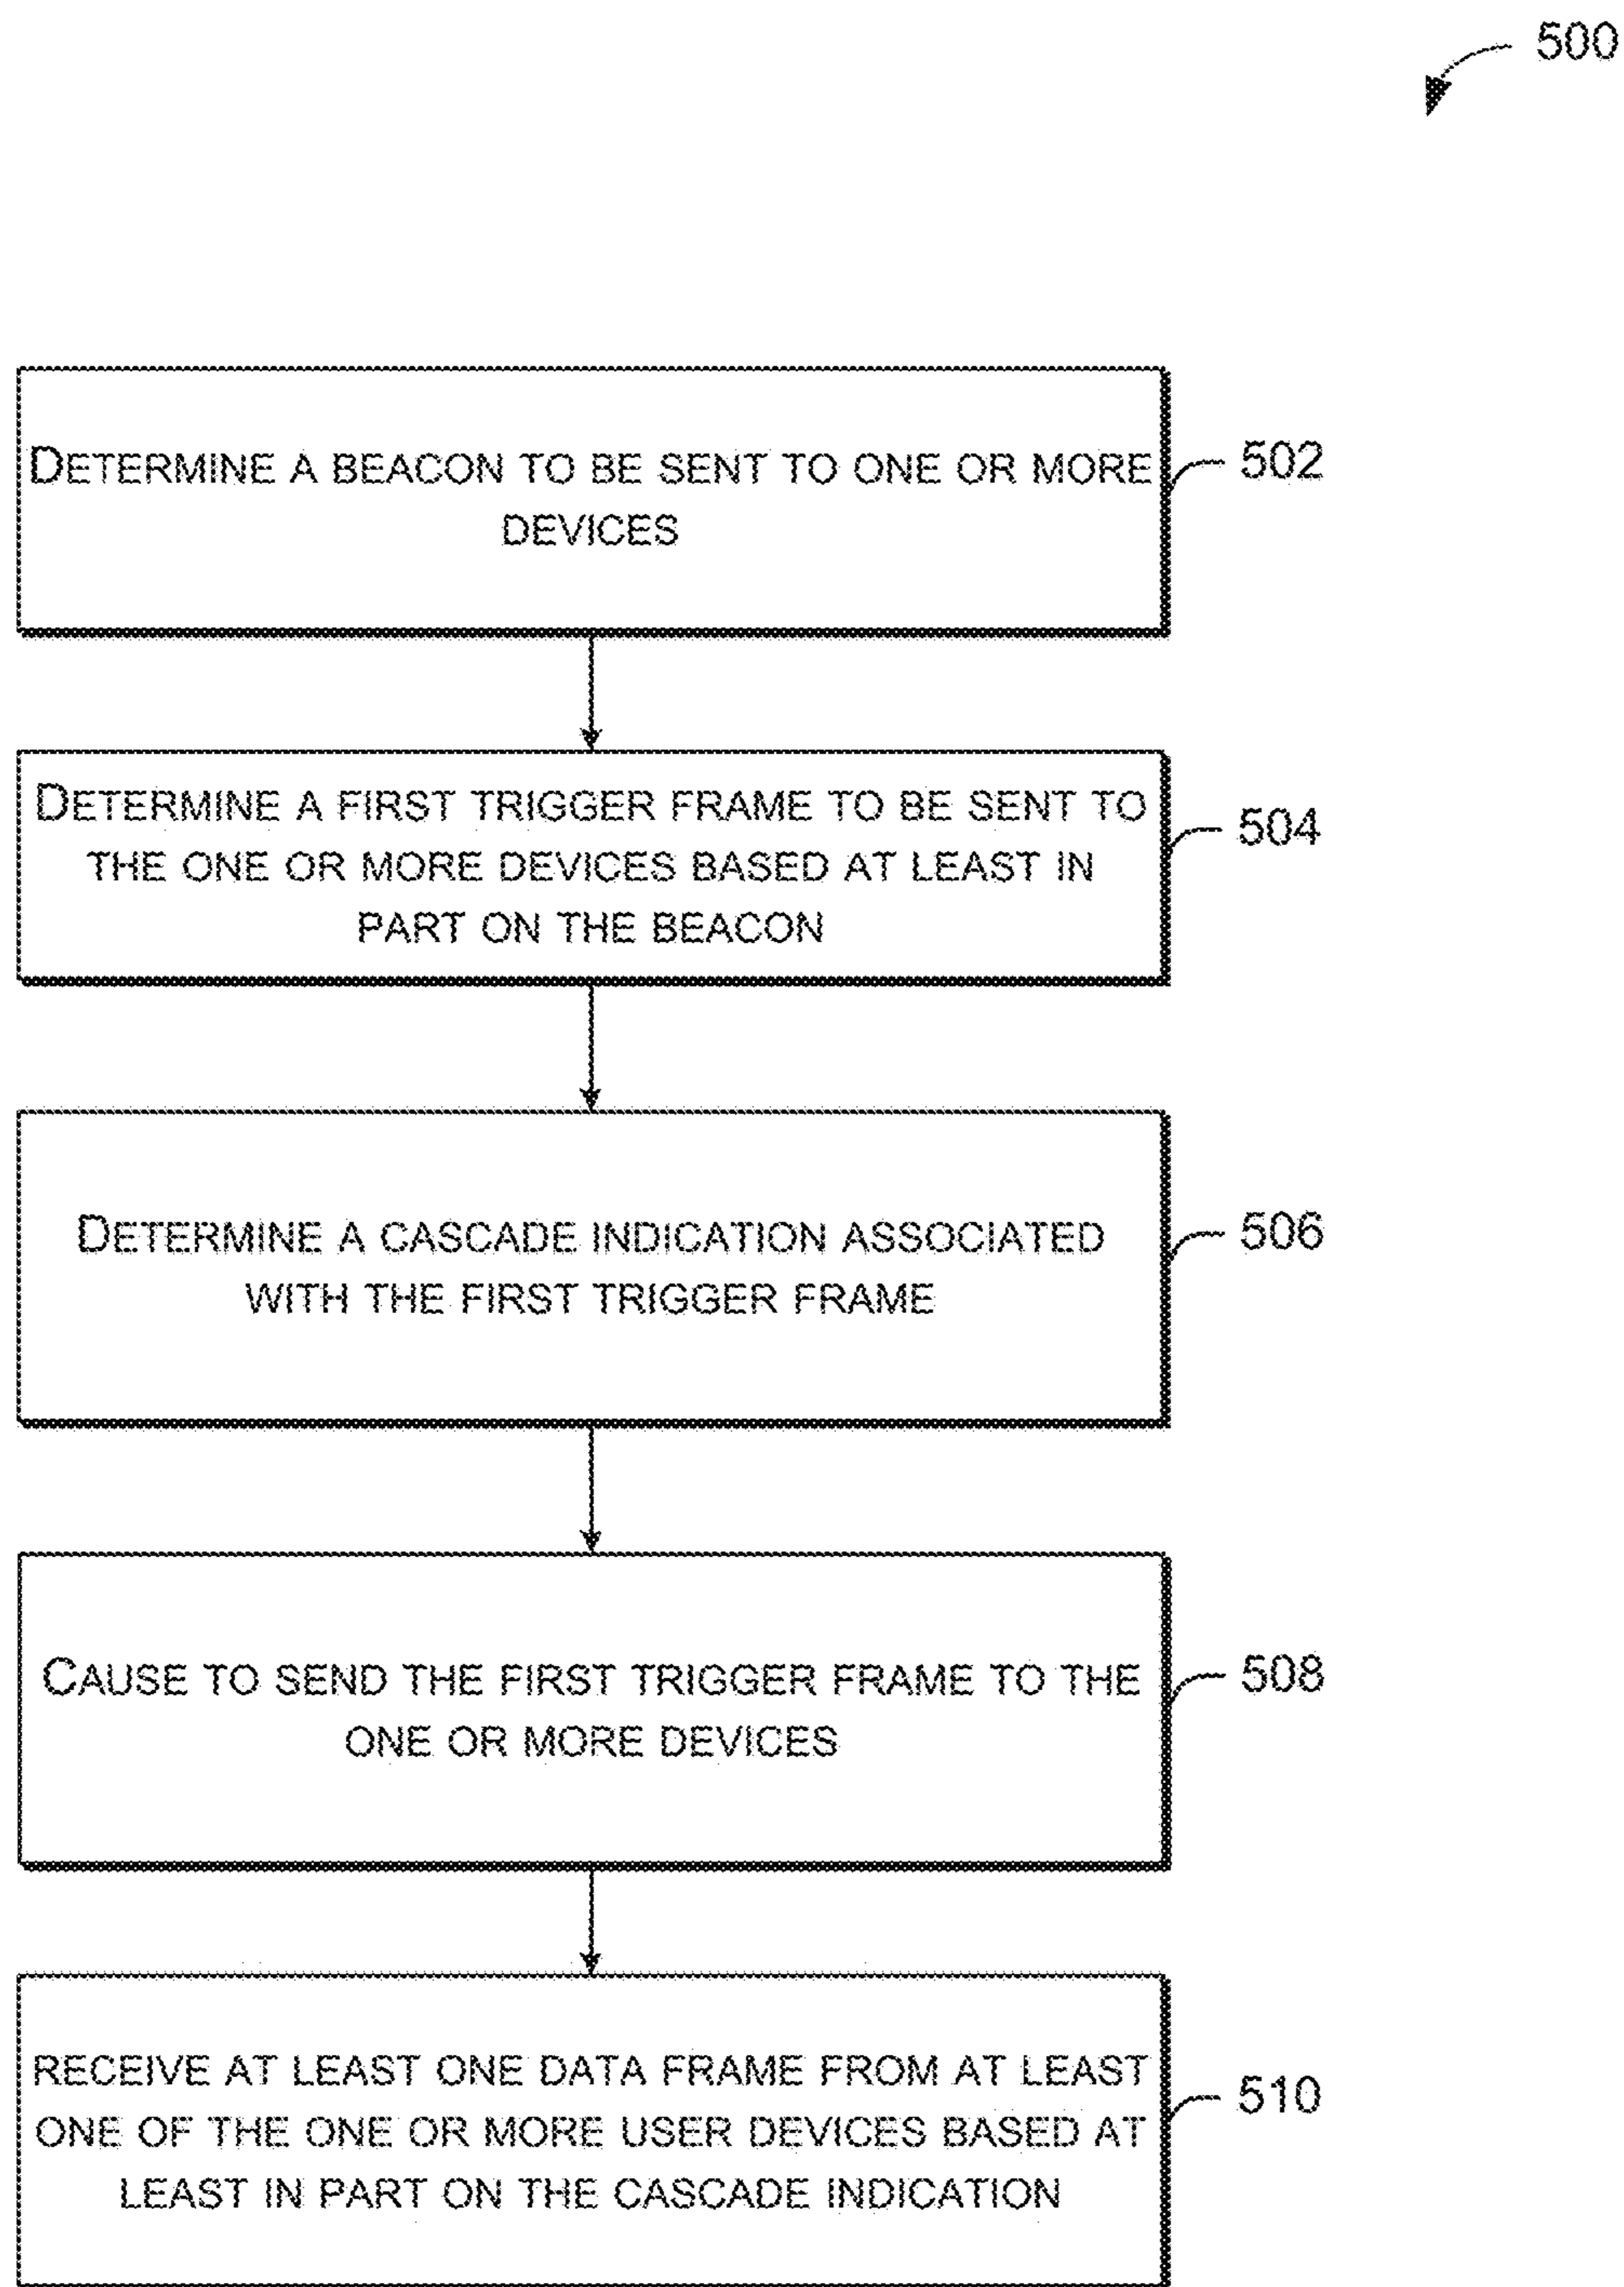 500
DETERMINE A BEACON TO BE SENT TO ONE OR MORE
DEVICES
502
DETERMINE A FIRST TRIGGER FRAME TO BE SENT TO
THE ONE OR MORE DEVICES BASED AT LEAST IN
PART ON THE BEACON
504
DETERMINE A CASCADE INDICATION ASSOCIATED
WITH THE FIRST TRIGGER FRAME
506
CAUSE TO SEND THE FIRST TRIGGER FRAME TO THE
ONE OR MORE DEVICES
508
RECEIVE AT LEAST ONE DATA FRAME FROM AT LEAST
ONE OF THE ONE OR MORE USER DEVICES BASED AT
LEAST IN PART ON THE CASCADE INDICATION
510